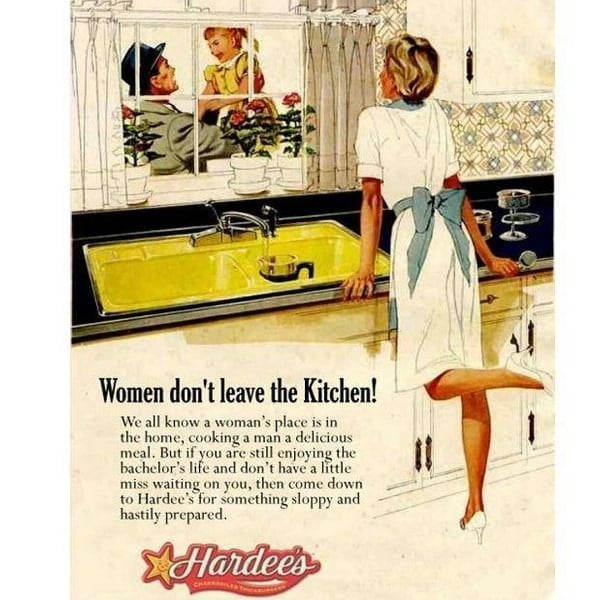 Women don't leave the Kitchen!
We all know a woman's place is in
the home, cooking a man a delicious
meal. But if you are still enjoying the
bachelor's life and don't have a little
miss waiting on you, then come down
to Hardee's for something sloppy and
hastily prepared.
Hardee's
CHARBROILED THICKBURGERS